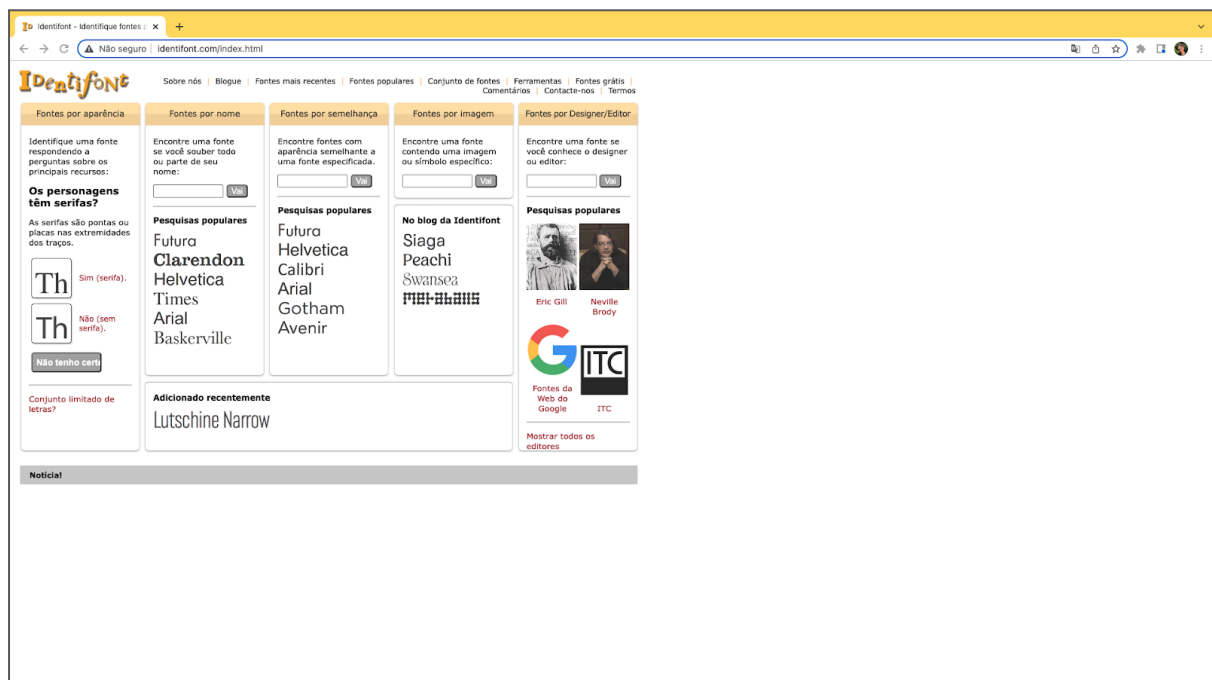 Identifont - Identifique fontes p
Não seguro | identifont.com/index.html
IDentifoNt
Sobre nós | Blogue | Fontes mais recentes | Fontes populares | Conjunto de fontes | Ferramentas | Fontes grátis |
Comentários | Contacte-nos | Termos
Fontes por aparência
Identifique uma fonte
respondendo a
perguntas sobre os
principais recursos:
Os personagens
têm serifas?
As serifas são pontas ou
placas nas extremidades
dos traços.
Th
Sim (serifa).
Th
Não (sem
serifa).
Não tenho cert
Conjunto limitado de
letras?
Fontes por nome
Encontre uma fonte
se você souber todo
ou parte de seu
nome:
Vai
Pesquisas populares
Futura
Clarendon
Helvetica
Times
Arial
Baskerville
Fontes por semelhança
Encontre fontes com
aparência semelhante a
uma fonte especificada.
Vai
Pesquisas populares
Futura
Helvetica
Calibri
Arial
Gotham
Avenir
Fontes por imagem
Encontre uma fonte
contendo uma imagem
ou símbolo específico:
Vai
No blog da Identifont
Siaga
Peachi
Swansea
Adicionado recentemente
Lutschine Narrow
Fontes por Designer/Editor
Encontre uma fonte se
você conhece o designer
ou editor:
Vai
Pesquisas populares
Eric Gill
Neville
Brody
Fontes da
Web do
Google
ITC
ITC
Mostrar todos os
editores
Notícia!